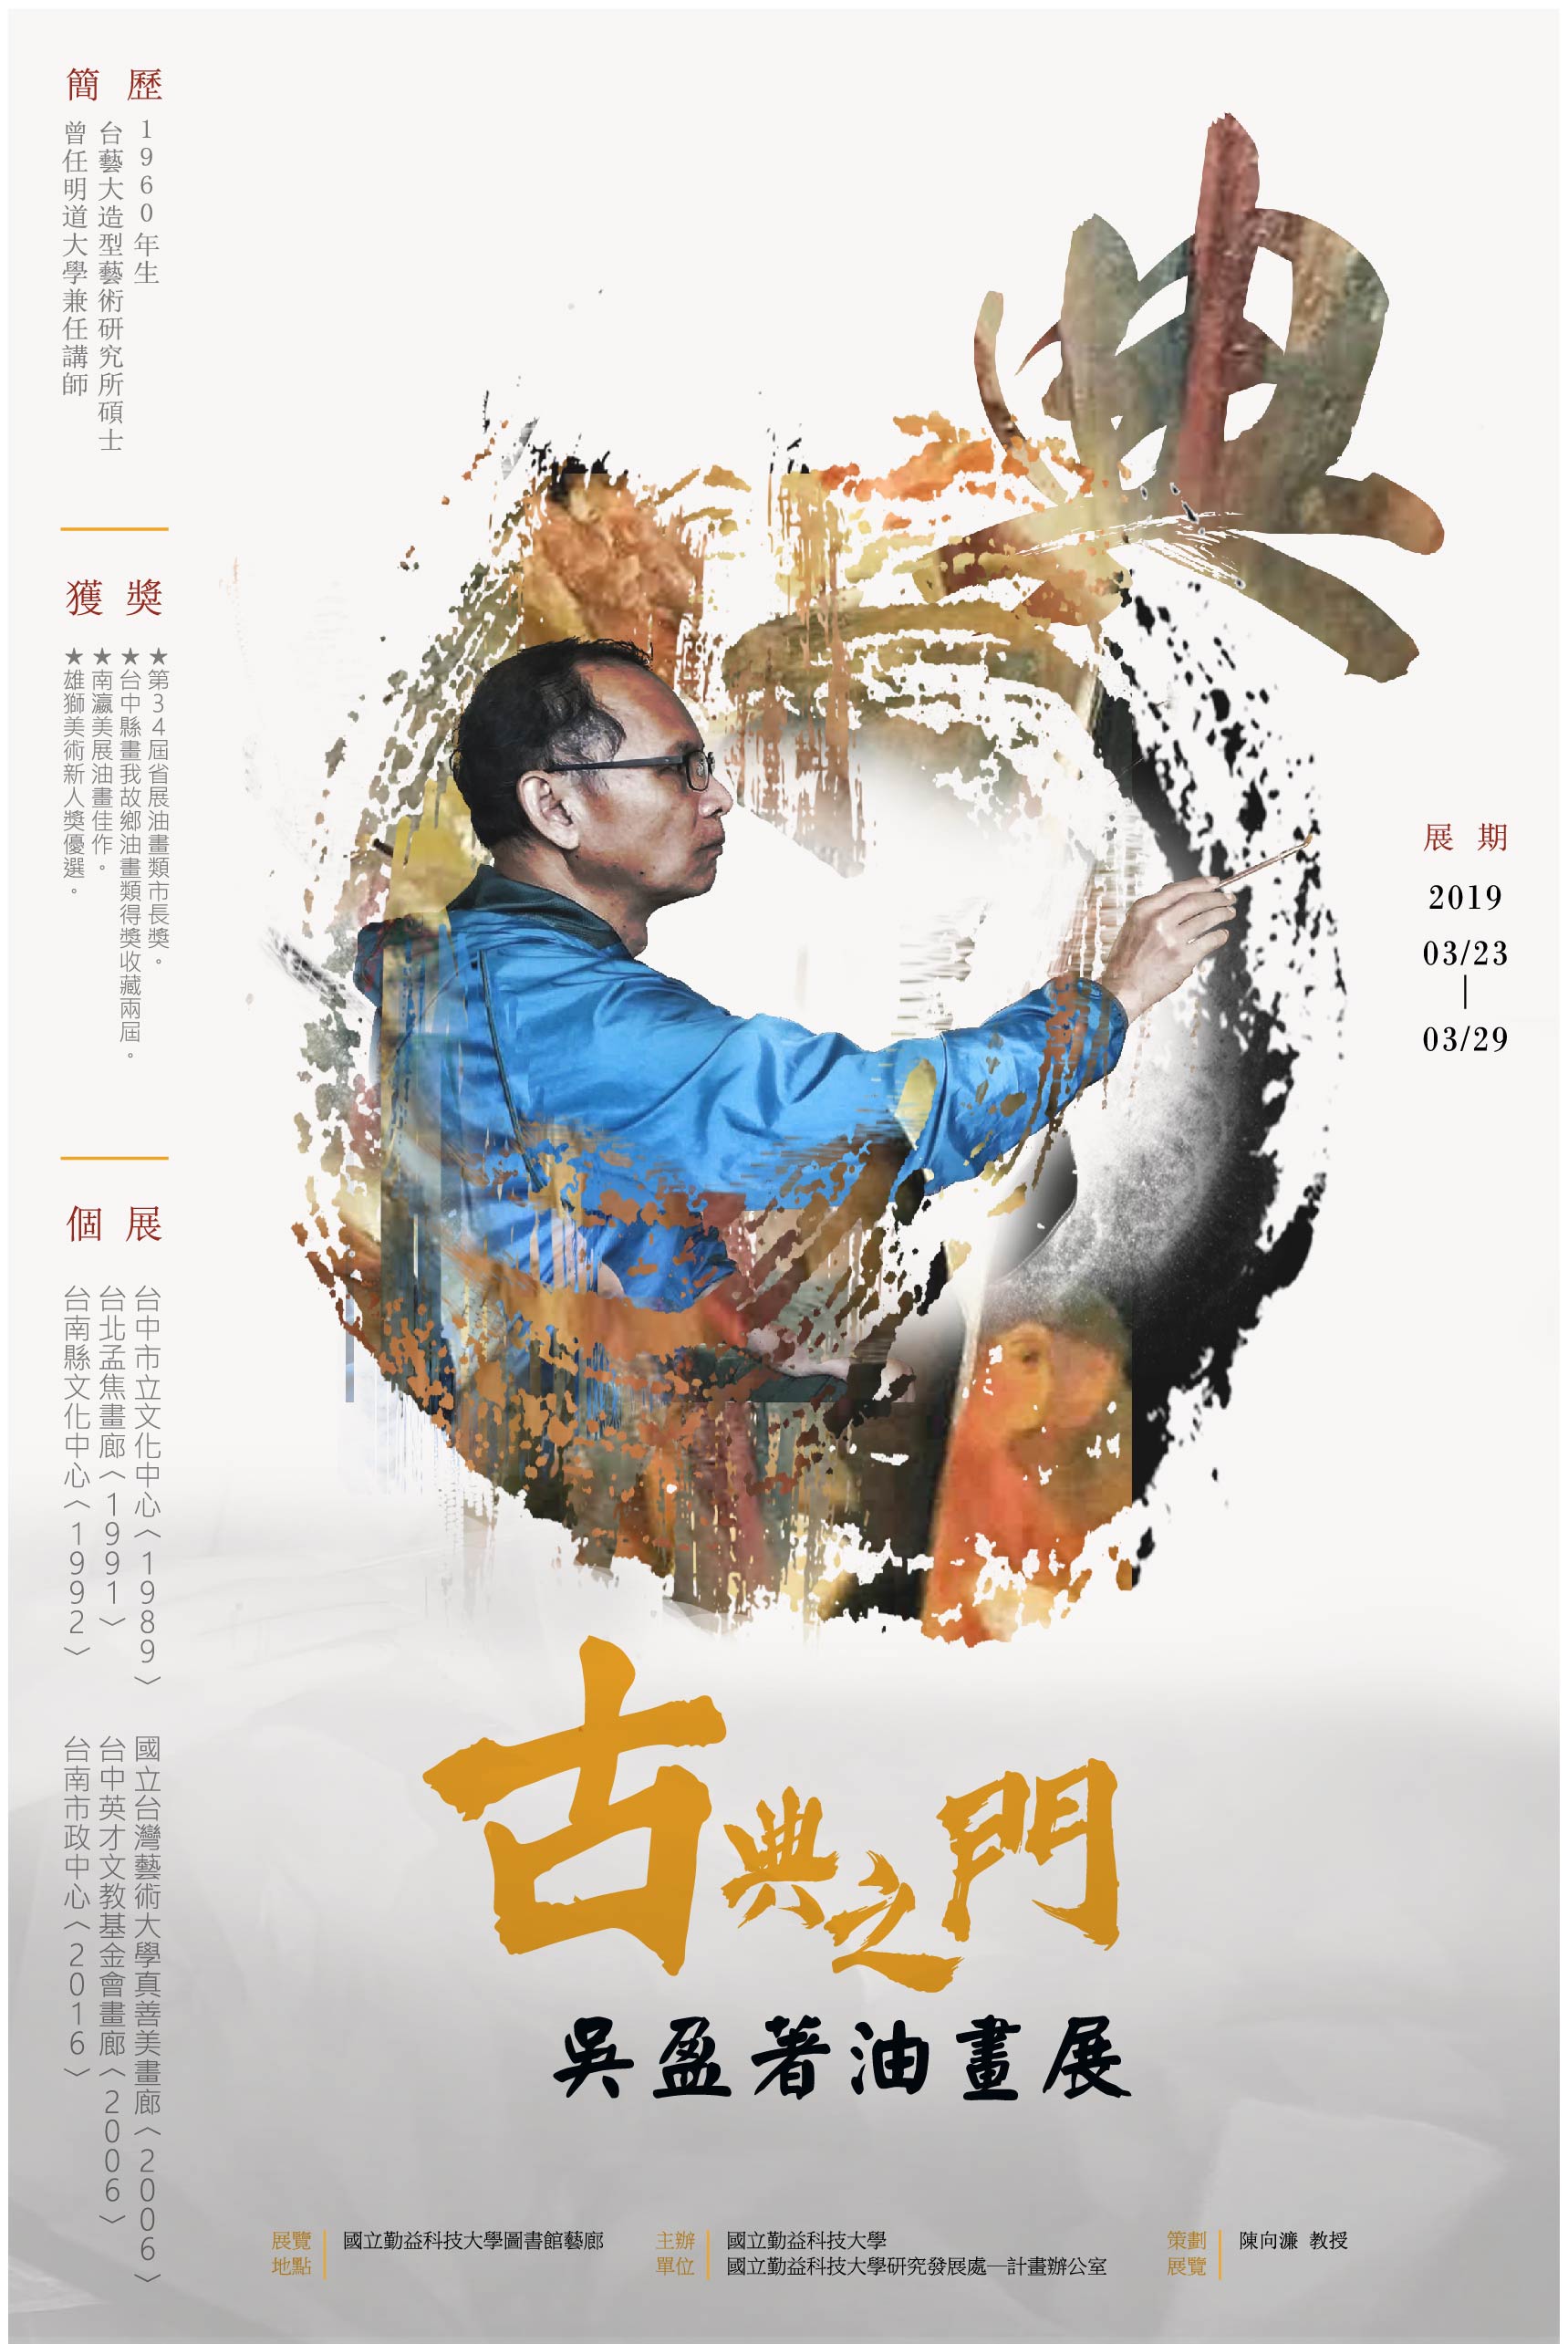 簡歷
1960年生
台藝大造型藝術研究所碩士
曾任明道大學兼任講師
獲獎
★第34屆省展油畫類市長獎。
★台中縣畫我故鄉油畫類得獎收藏兩屆。
★南瀛美展油畫佳作。
★雄獅美術新人獎優選。
個展
台中市立文化中心〈1989〉
台北孟焦畫廊〈1991〉
台南縣文化中心〈1992〉
國立台灣藝術大學真善美畫廊〈2006〉
台中英才文教基金會畫廊〈2006〉
台南市政中心〈2016〉
典
展期
2019
03/23
|
03/29
古典之門
吳盈著油畫展
展覽地點
國立勤益科技大學圖書館藝廊
主辦單位
國立勤益科技大學
國立勤益科技大學研究發展處─計畫辦公室
策劃展覽
陳向濂 教授